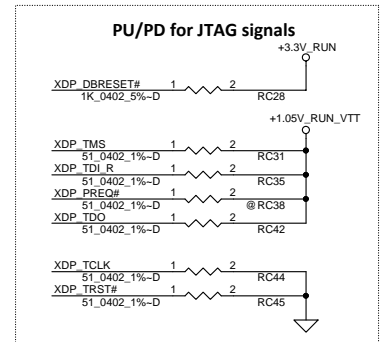 PU/PD for JTAG signals
+3.3V_RUN
XDP_DBRESET# 1 2
1K_0402_5%~D RC28
+1.05V_RUN_VTT
XDP_TMS 1 2
51_0402_1%~D RC31
XDP_TDI_R 1 2
51_0402_1%~D RC35
XDP_PREQ# 1 2
51_0402_1%~D @RC38
XDP_TDO 1 2
51_0402_1%~D RC42
XDP_TCLK 1 2
51_0402_1%~D RC44
XDP_TRST# 1 2
51_0402_1%~D RC45